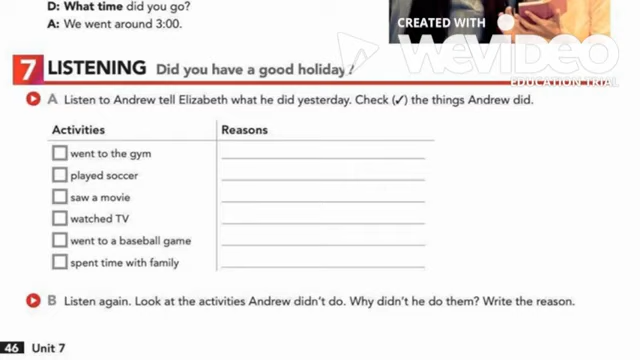 D: What time did you go?
A: We went around 3:00.
CREATED WITH
WEVIDEO
EDUCATION TRIAL
7 LISTENING Did you have a good holiday?
A Listen to Andrew tell Elizabeth what he did yesterday. Check (✓) the things Andrew did.
Activities Reasons
went to the gym
played soccer
saw a movie
watched TV
went to a baseball game
spent time with family
B Listen again. Look at the activities Andrew didn't do. Why didn't he do them? Write the reason.
46 Unit 7